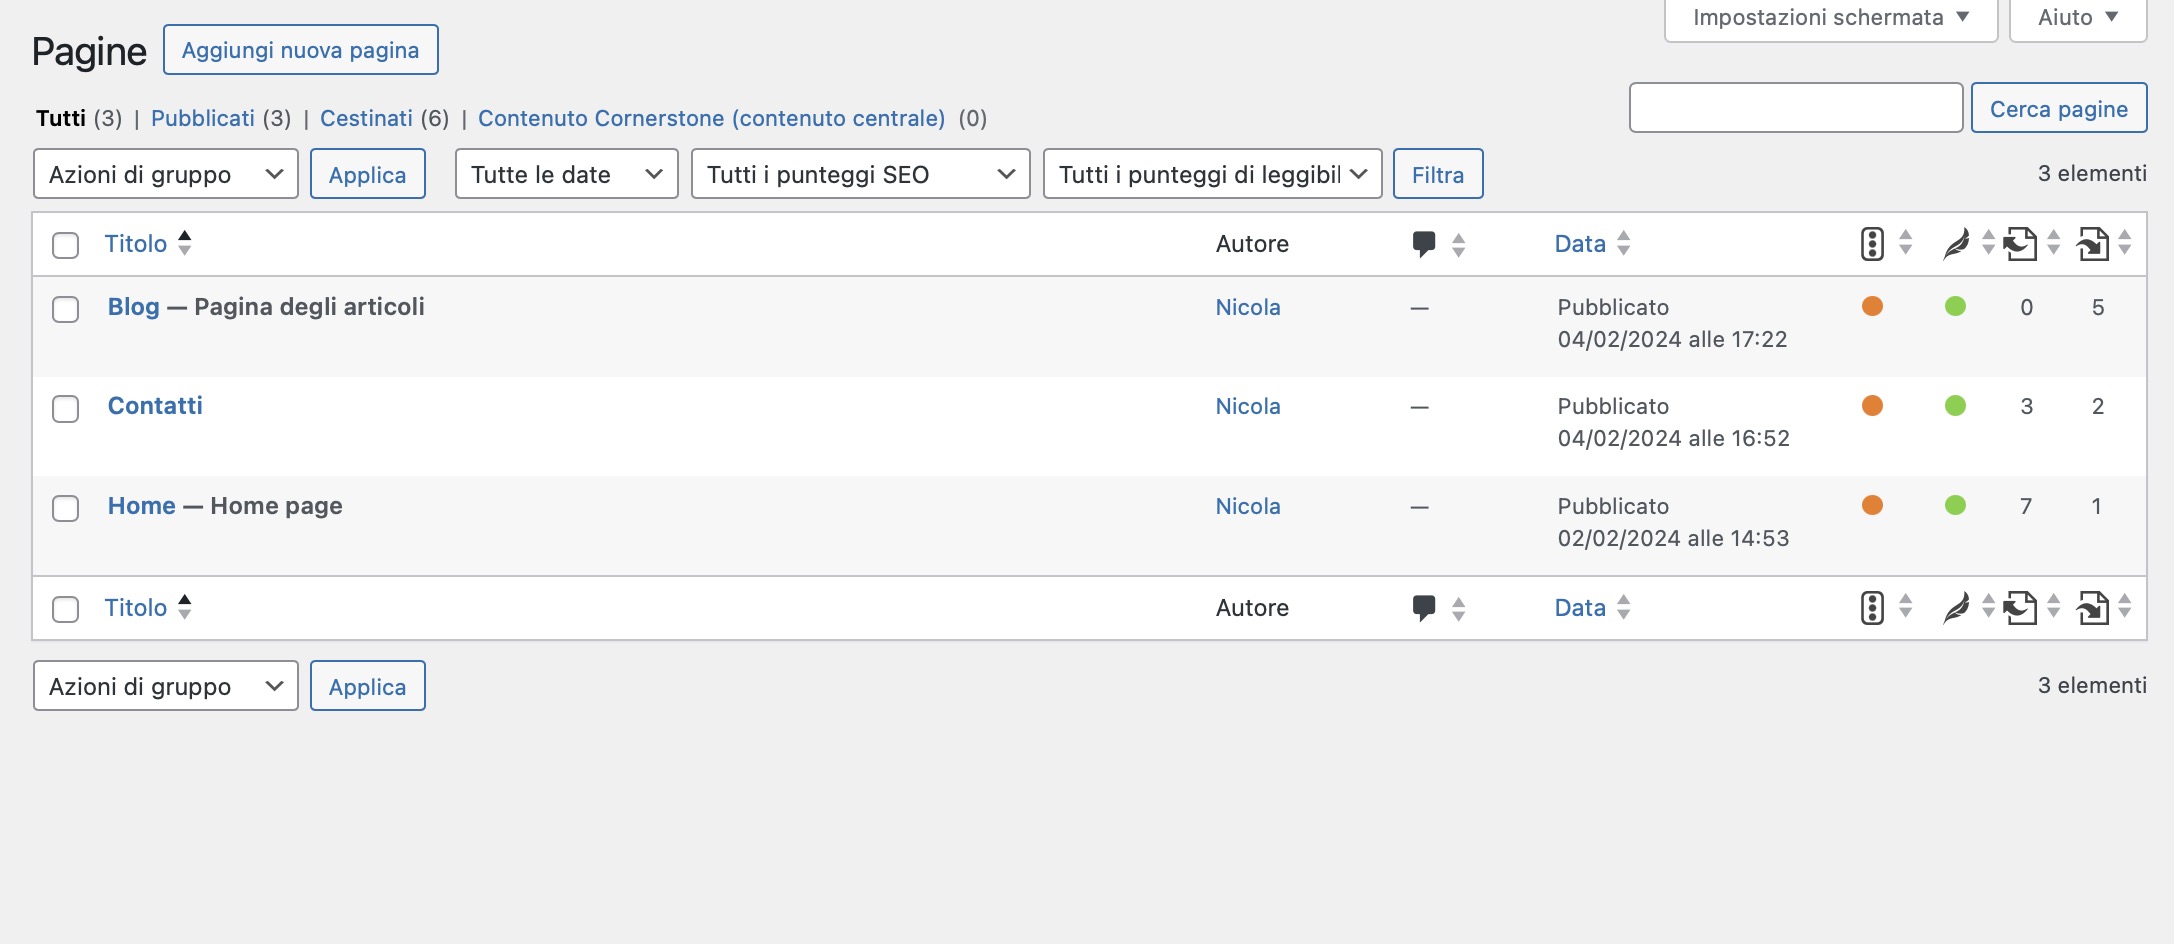 Impostazioni schermata ▼
Aiuto ▼
Pagine
Aggiungi nuova pagina
Tutti (3) | Pubblicati (3) | Cestinati (6) | Contenuto Cornerstone (contenuto centrale) (0)
Cerca pagine
Azioni di gruppo
Applica
Tutte le date
Tutti i punteggi SEO
Tutti i punteggi di leggibil
Filtra
3 elementi
Titolo Autore Data
Blog — Pagina degli articoli Nicola — Pubblicato 0 5
04/02/2024 alle 17:22
Contatti Nicola — Pubblicato 3 2
04/02/2024 alle 16:52
Home — Home page Nicola — Pubblicato 7 1
02/02/2024 alle 14:53
Titolo Autore Data
Azioni di gruppo
Applica
3 elementi